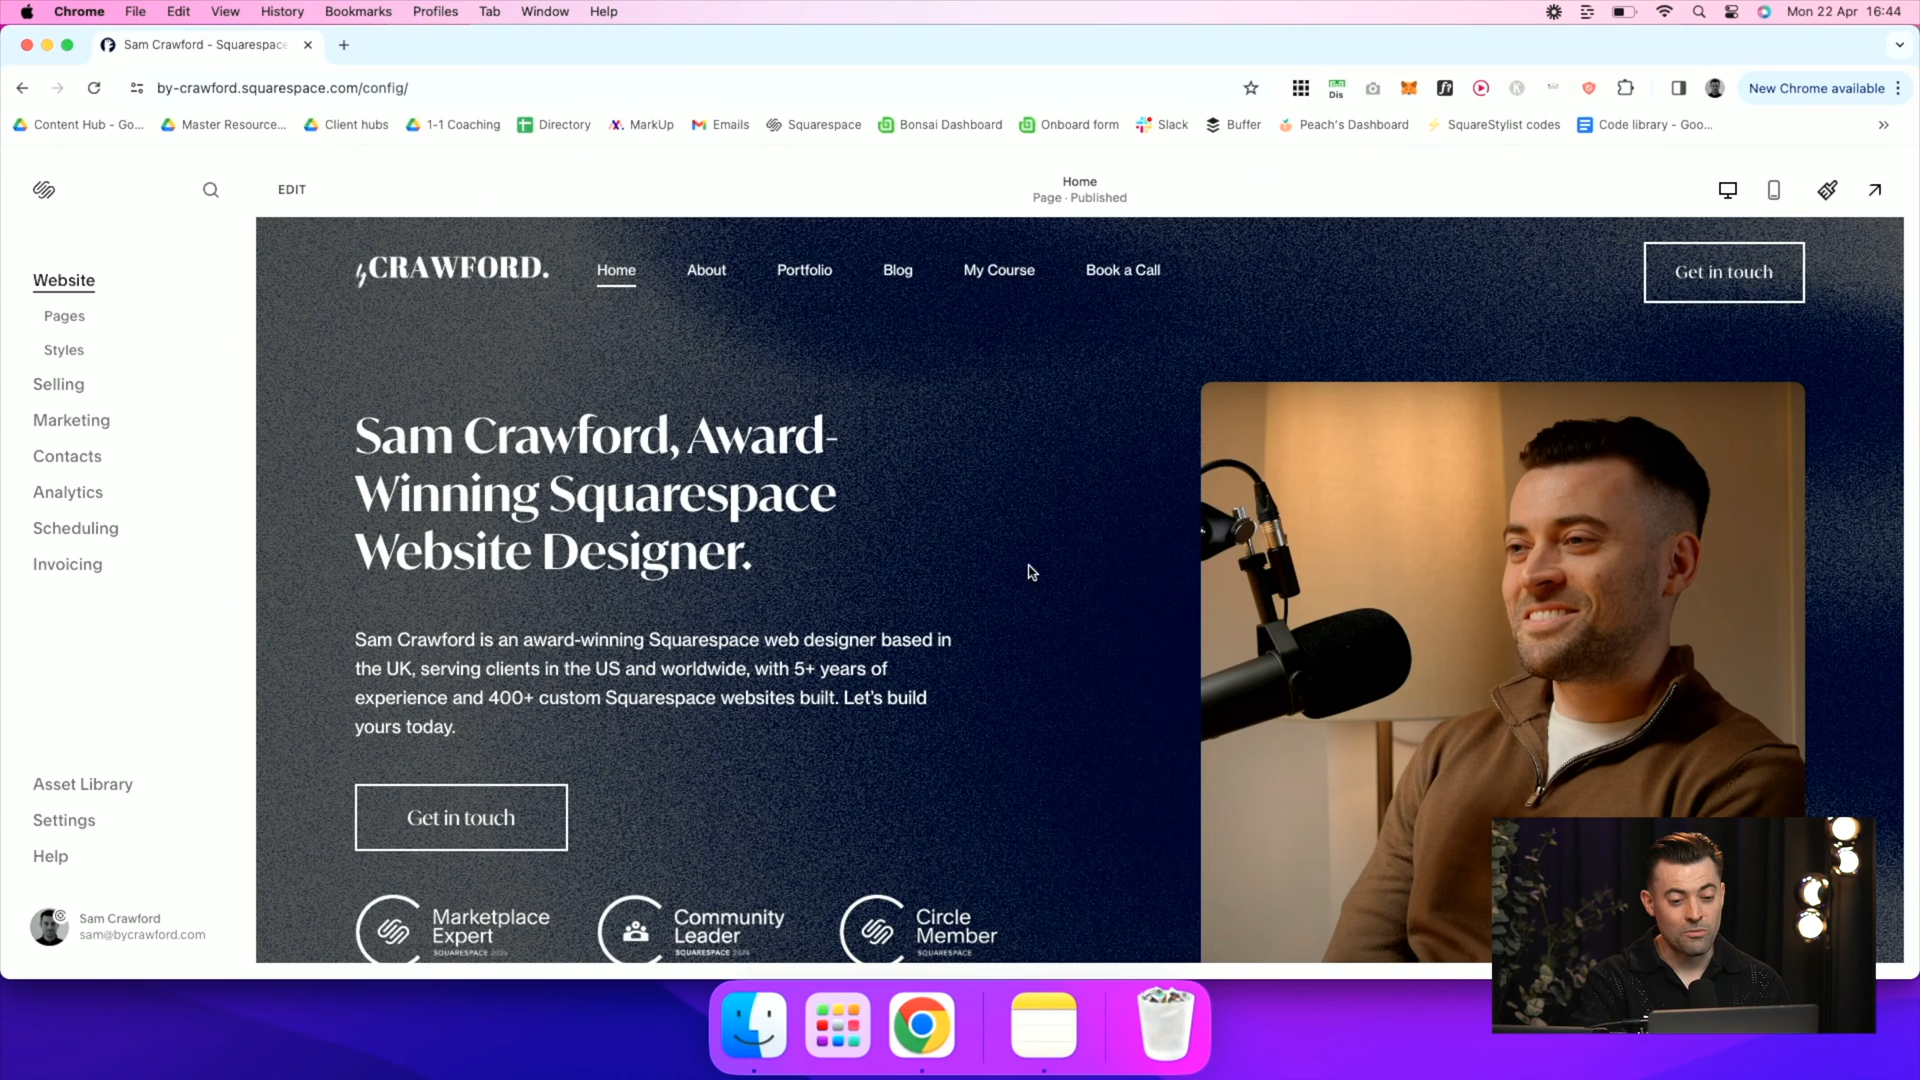 Chrome File Edit View History Bookmarks Profiles Tab Window Help
Mon 22 Apr 16:44
Sam Crawford - Squarespace
by-crawford.squarespace.com/config/
Dis
f?
K
New Chrome available
Content Hub - Go...
Master Resource...
Client hubs
1-1 Coaching
Directory
MarkUp
Emails
Squarespace
Bonsai Dashboard
Onboard form
Slack
Buffer
Peach's Dashboard
SquareStylist codes
Code library - Goo...
EDIT
Home
Page · Published
Website
Pages
Styles
Selling
Marketing
Contacts
Analytics
Scheduling
Invoicing
Asset Library
Settings
Help
Sam Crawford
sam@bycrawford.com
by CRAWFORD.
Home
About
Portfolio
Blog
My Course
Book a Call
Get in touch
Sam Crawford, Award-
Winning Squarespace
Website Designer.
Sam Crawford is an award-winning Squarespace web designer based in
the UK, serving clients in the US and worldwide, with 5+ years of
experience and 400+ custom Squarespace websites built. Let's build
yours today.
Get in touch
Marketplace
Expert
SQUARESPACE
Community
Leader
SQUARESPACE
Circle
Member
SQUARESPACE